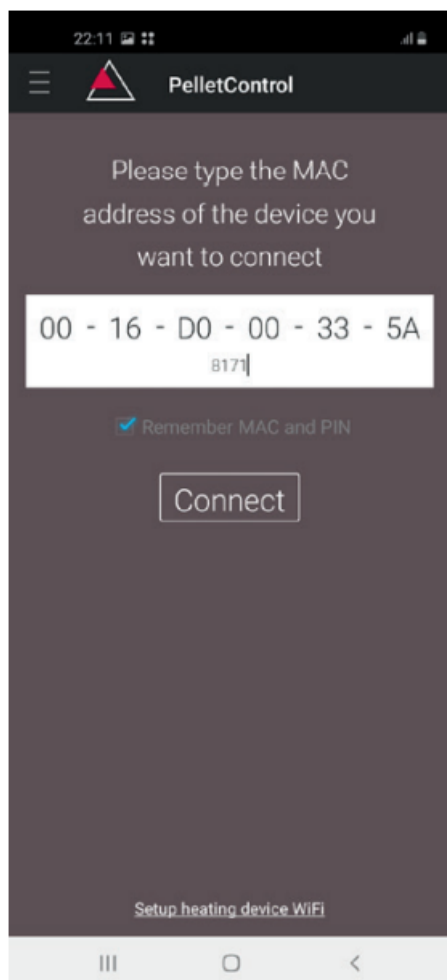 22:11
PelletControl
Please type the MAC
address of the device you
want to connect
00 - 16 - D0 - 00 - 33 - 5A
8171
Remember MAC and PIN
Connect
Setup heating device WiFi